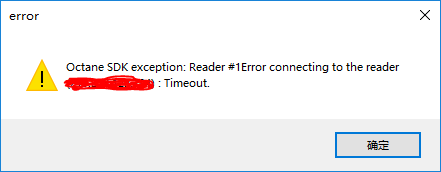 error
Octane SDK exception: Reader #1Error connecting to the reader
) : Timeout.
确定